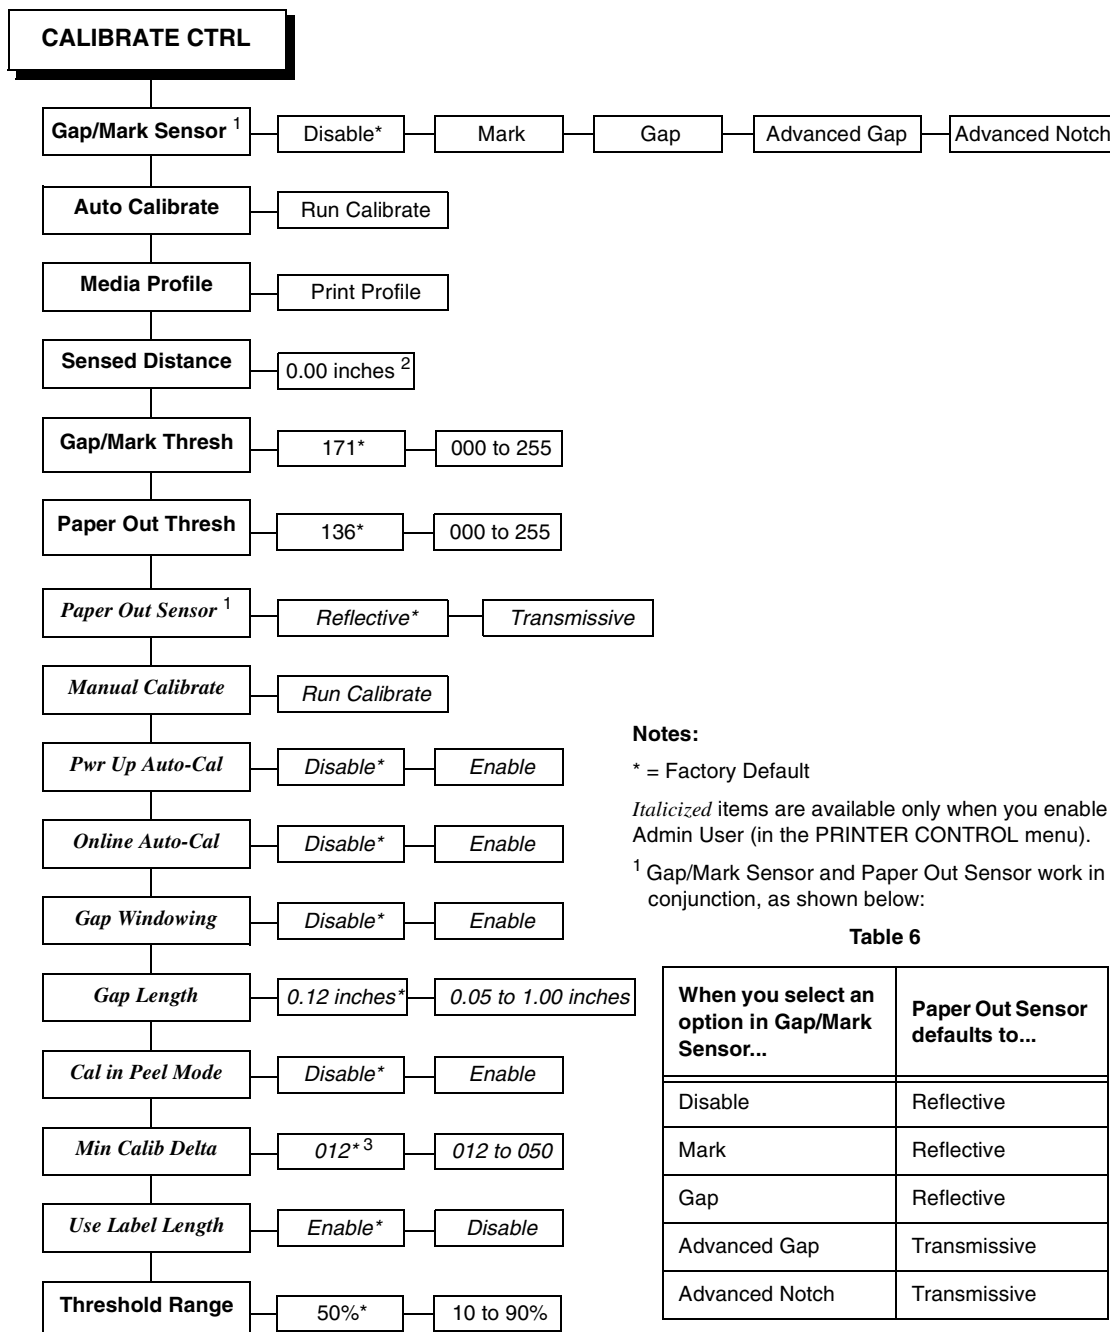 CALIBRATE CTRL
Gap/Mark Sensor 1 Disable* Mark Gap Advanced Gap Advanced Notch
Auto Calibrate Run Calibrate
Media Profile Print Profile
Sensed Distance 0.00 inches 2
Gap/Mark Thresh 171* 000 to 255
Paper Out Thresh 136* 000 to 255
Paper Out Sensor 1 Reflective* Transmissive
Manual Calibrate Run Calibrate
Pwr Up Auto-Cal Disable* Enable
Online Auto-Cal Disable* Enable
Gap Windowing Disable* Enable
Gap Length 0.12 inches* 0.05 to 1.00 inches
Cal in Peel Mode Disable* Enable
Min Calib Delta 012* 3 012 to 050
Use Label Length Enable* Disable
Threshold Range 50%* 10 to 90%
Notes:
* = Factory Default
Italicized items are available only when you enable
Admin User (in the PRINTER CONTROL menu).
1 Gap/Mark Sensor and Paper Out Sensor work in
conjunction, as shown below:
Table 6
When you select an
option in Gap/Mark
Sensor...
Paper Out Sensor
defaults to...
Disable Reflective
Mark Reflective
Gap Reflective
Advanced Gap Transmissive
Advanced Notch Transmissive